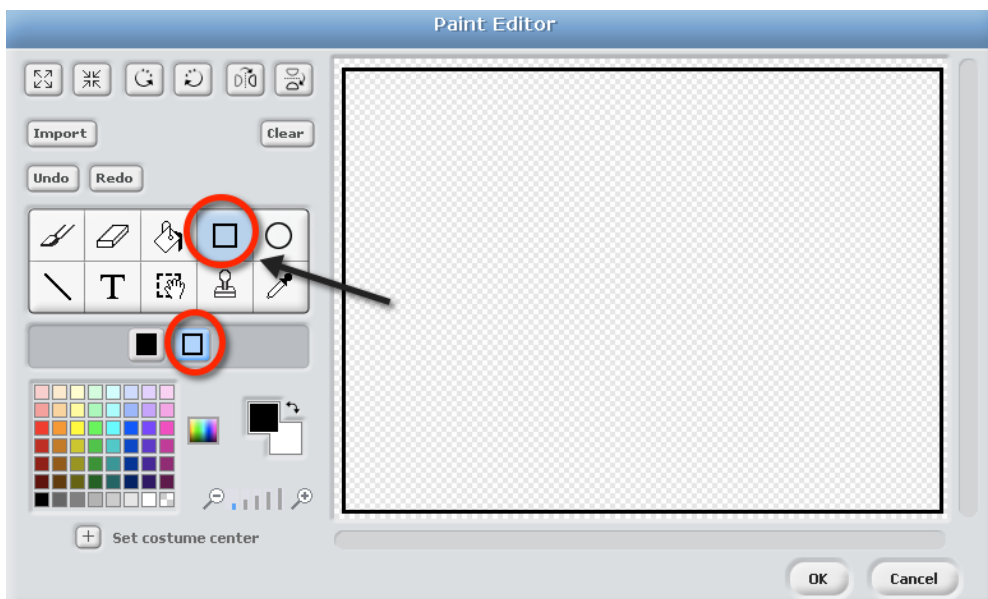 Paint Editor
Import
Clear
Undo
Redo
T
Set costume center
OK
Cancel